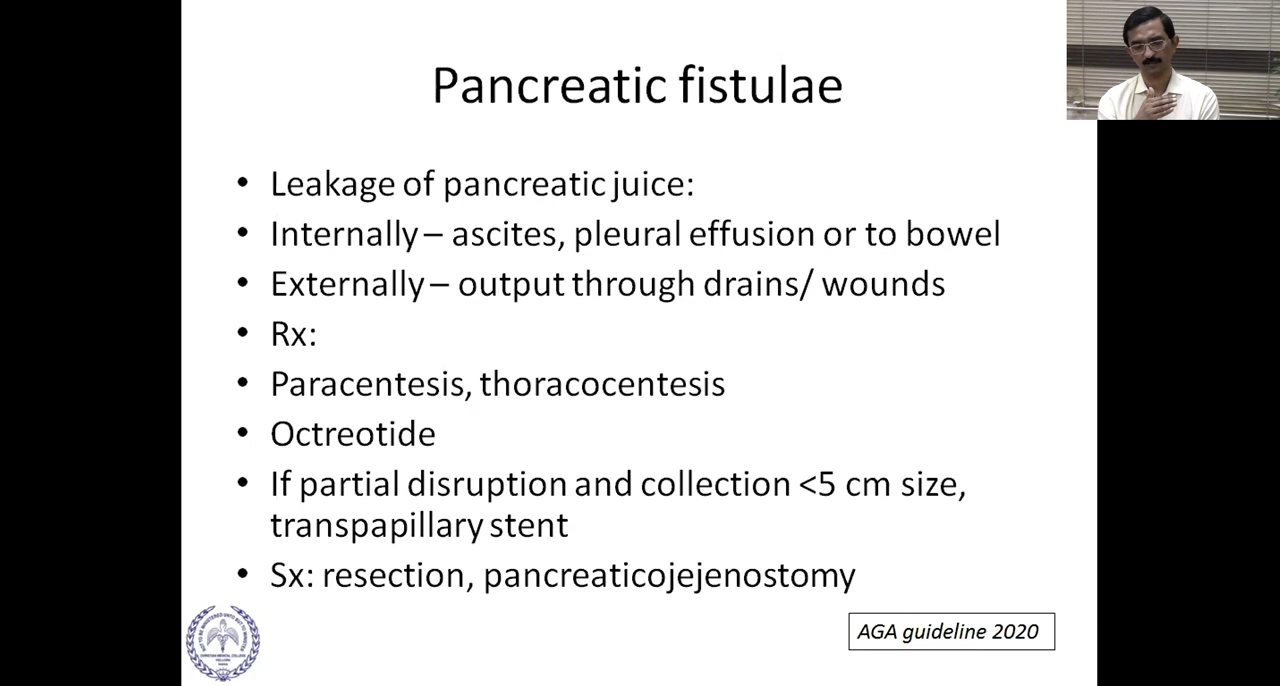 Pancreatic fistulae
• Leakage of pancreatic juice:
• Internally – ascites, pleural effusion or to bowel
• Externally – output through drains/ wounds
• Rx:
• Paracentesis, thoracocentesis
• Octreotide
• If partial disruption and collection <5 cm size,
transpapillary stent
• Sx: resection, pancreaticojejenostomy
AGA guideline 2020